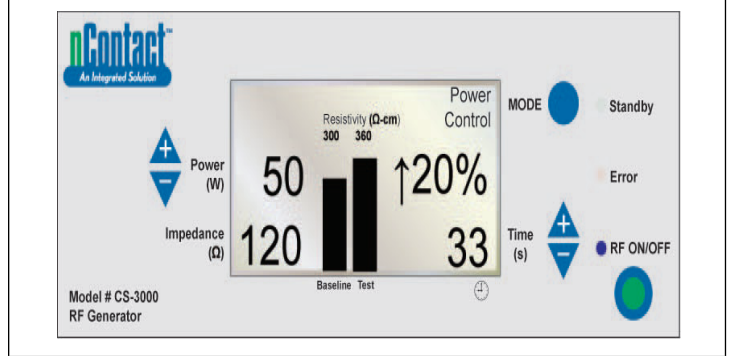 nContact™
An Integrated Solution
Power
Control
Resistivity (Ω-cm)
300 360
MODE
Standby
Power
(W)
50
↑20%
Error
Impedance
(Ω)
120
33
Time
(s)
RF ON/OFF
Baseline Test
Model # CS-3000
RF Generator